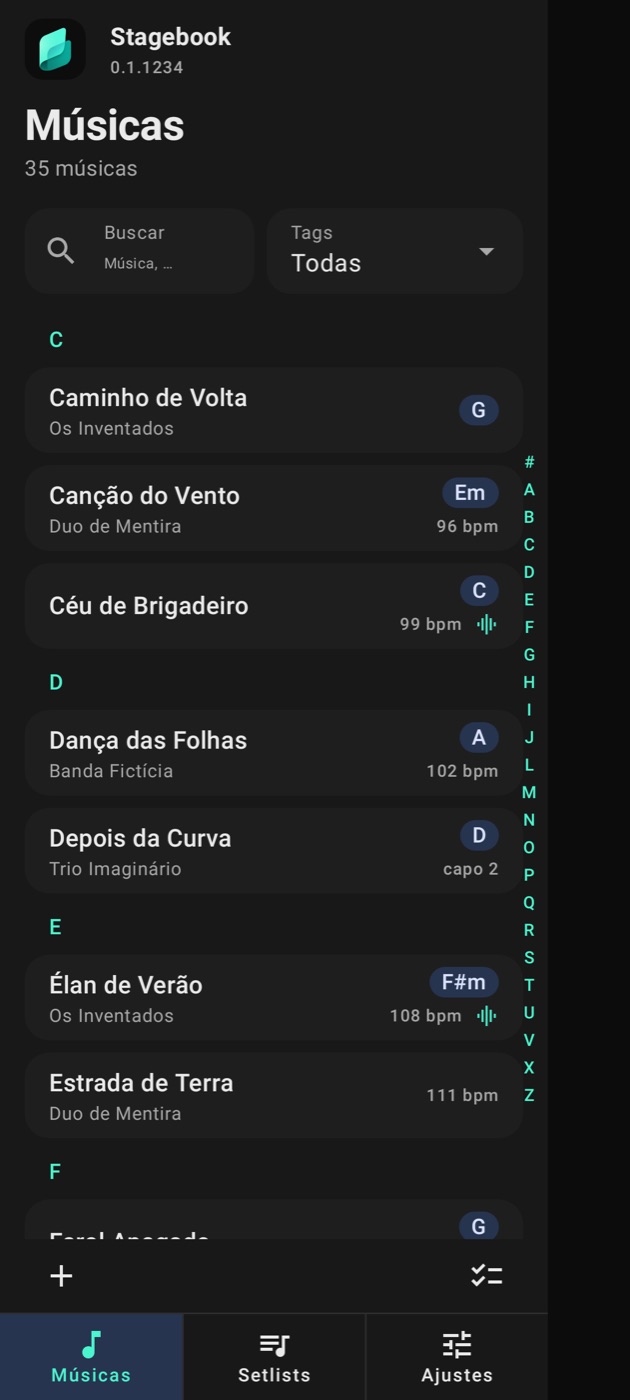 Stagebook
0.1.1234
Músicas
35 músicas
Buscar
Música, …
Tags
Todas
C
Caminho de Volta
Os Inventados
G
Canção do Vento
Duo de Mentira
Em
96 bpm
Céu de Brigadeiro
C
99 bpm
D
Dança das Folhas
Banda Fictícia
A
102 bpm
Depois da Curva
Trio Imaginário
D
capo 2
E
Élan de Verão
Os Inventados
F#m
108 bpm
Estrada de Terra
Duo de Mentira
111 bpm
F
G
#
A
B
C
D
E
F
G
H
I
J
L
M
N
O
P
Q
R
S
T
U
V
X
Z
Músicas
Setlists
Ajustes